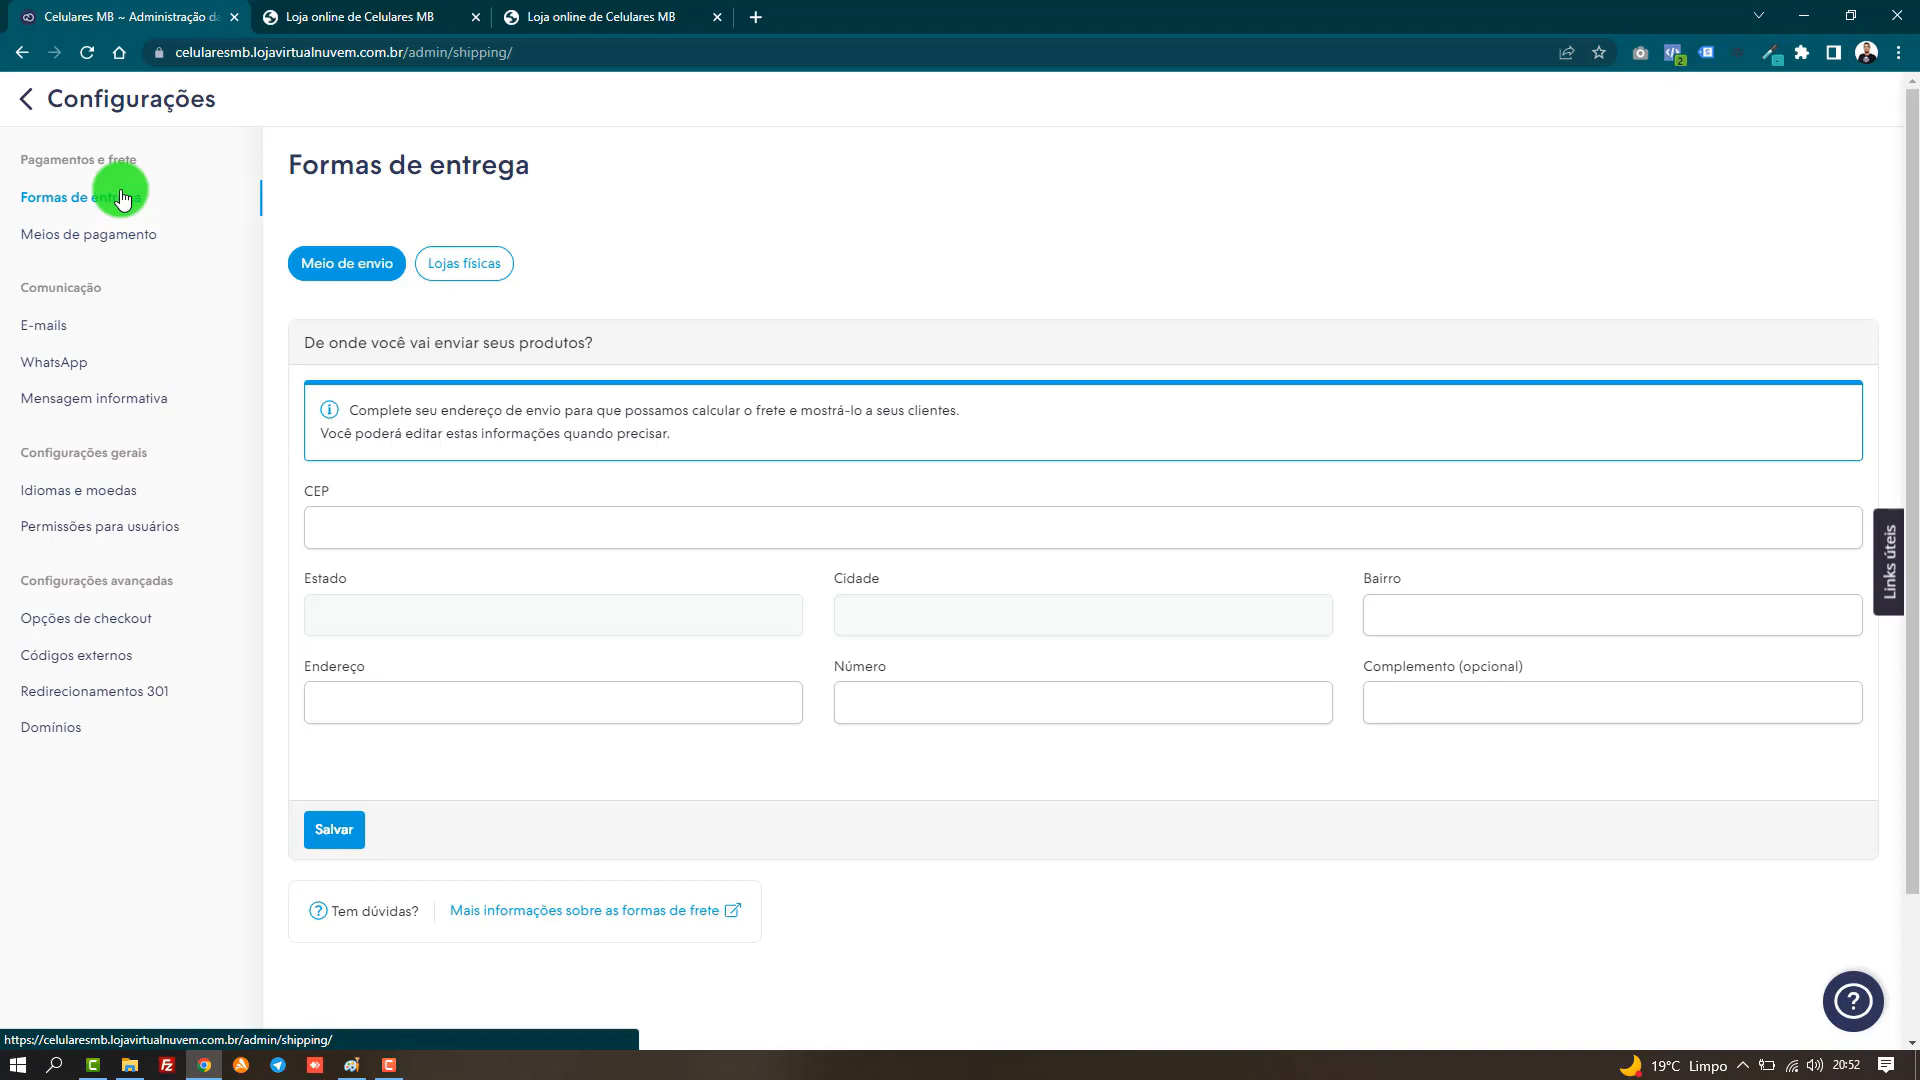 Celulares MB ~ Administração da
Loja online de Celulares MB
Loja online de Celulares MB
celularesmb.lojavirtualnuvem.com.br/admin/shipping/
2
Configurações
Pagamentos e frete
Formas de entrega
Meios de pagamento
Comunicação
E-mails
WhatsApp
Mensagem informativa
Configurações gerais
Idiomas e moedas
Permissões para usuários
Configurações avançadas
Opções de checkout
Códigos externos
Redirecionamentos 301
Domínios
Formas de entrega
Meio de envio
Lojas físicas
De onde você vai enviar seus produtos?
Complete seu endereço de envio para que possamos calcular o frete e mostrá-lo a seus clientes.
Você poderá editar estas informações quando precisar.
CEP
Estado
Cidade
Bairro
Endereço
Número
Complemento (opcional)
Salvar
Tem dúvidas?
Mais informações sobre as formas de frete
Links úteis
https://celularesmb.lojavirtualnuvem.com.br/admin/shipping/
19°C Limpo
20:52